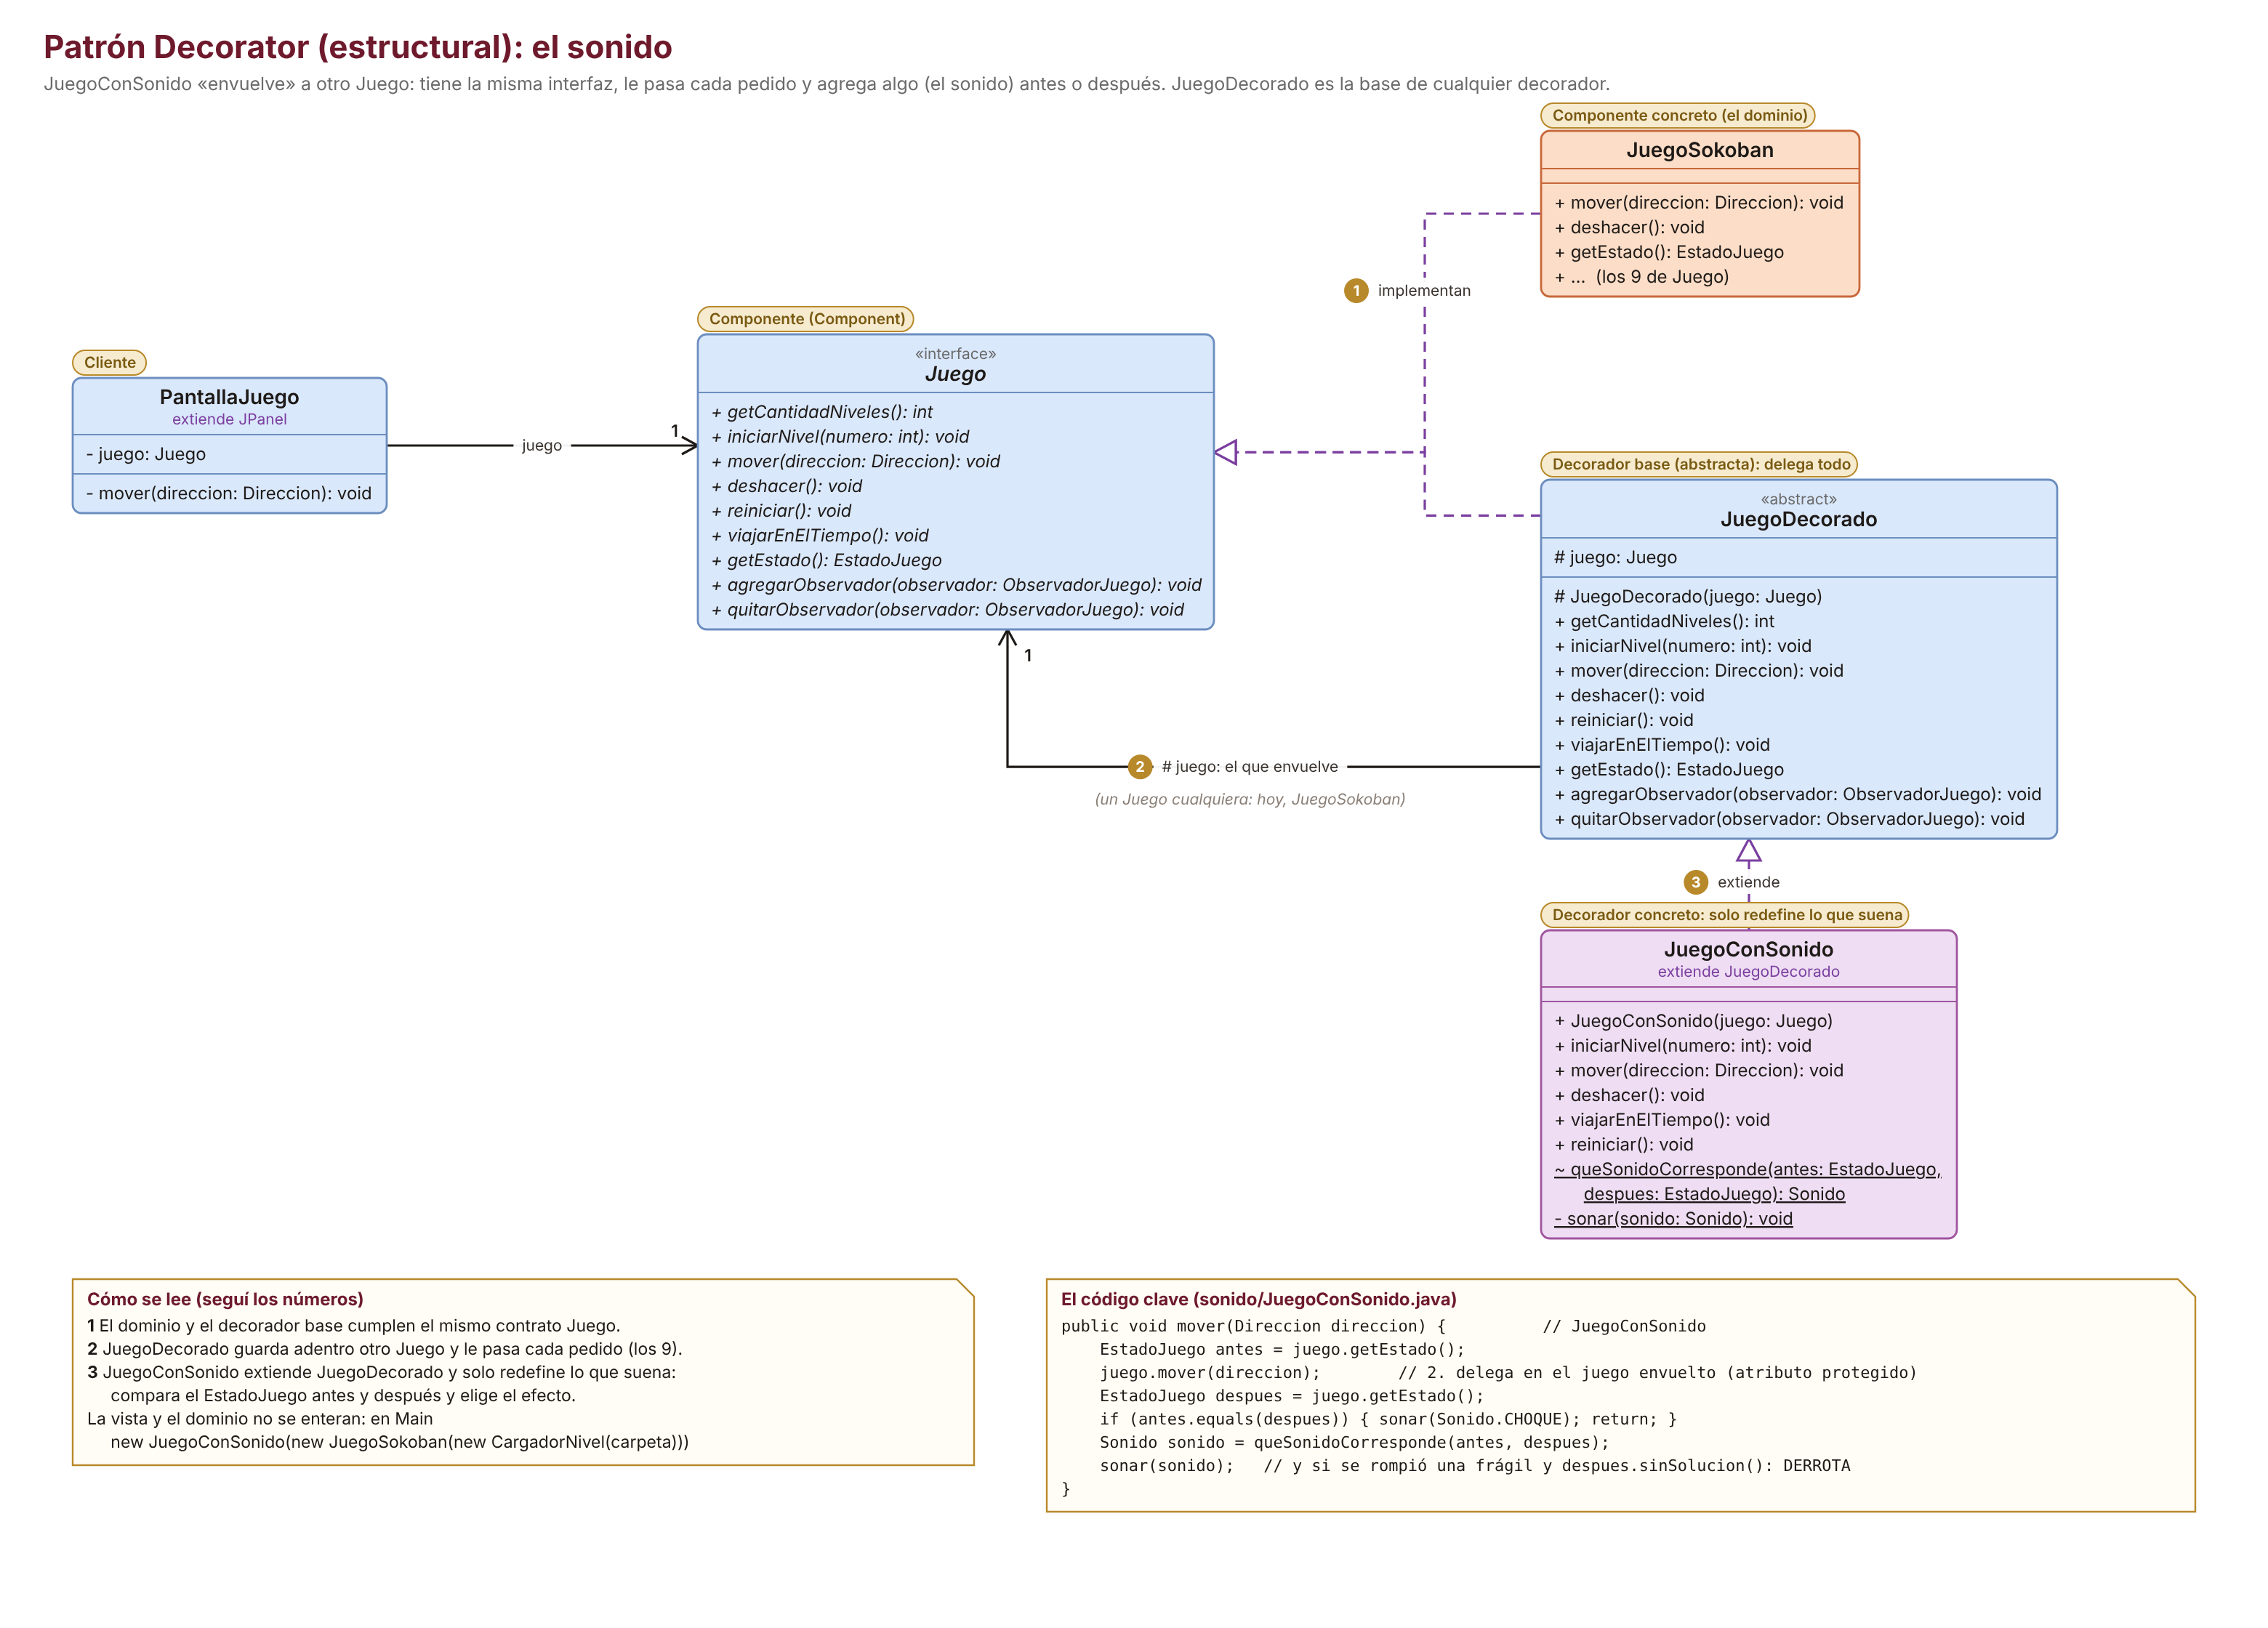 Patrón Decorator (estructural): el sonido
JuegoConSonido «envuelve» a otro Juego: tiene la misma interfaz, le pasa cada pedido y agrega algo (el sonido) antes o después. JuegoDecorado es la base de cualquier decorador.
Componente concreto (el dominio)
JuegoSokoban
+ mover(direccion: Direccion): void
+ deshacer(): void
+ getEstado(): EstadoJuego
+ ... (los 9 de Juego)
1 implementan
Componente (Component)
«interface»
Juego
+ getCantidadNiveles(): int
+ iniciarNivel(numero: int): void
+ mover(direccion: Direccion): void
+ deshacer(): void
+ reiniciar(): void
+ viajarEnElTiempo(): void
+ getEstado(): EstadoJuego
+ agregarObservador(observador: ObservadorJuego): void
+ quitarObservador(observador: ObservadorJuego): void
Cliente
PantallaJuego
extiende JPanel
- juego: Juego
- mover(direccion: Direccion): void
juego
1
Decorador base (abstracta): delega todo
«abstract»
JuegoDecorado
# juego: Juego
# JuegoDecorado(juego: Juego)
+ getCantidadNiveles(): int
+ iniciarNivel(numero: int): void
+ mover(direccion: Direccion): void
+ deshacer(): void
+ reiniciar(): void
+ viajarEnElTiempo(): void
+ getEstado(): EstadoJuego
+ agregarObservador(observador: ObservadorJuego): void
+ quitarObservador(observador: ObservadorJuego): void
1
2 # juego: el que envuelve
(un Juego cualquiera: hoy, JuegoSokoban)
3 extiende
Decorador concreto: solo redefine lo que suena
JuegoConSonido
extiende JuegoDecorado
+ JuegoConSonido(juego: Juego)
+ iniciarNivel(numero: int): void
+ mover(direccion: Direccion): void
+ deshacer(): void
+ viajarEnElTiempo(): void
+ reiniciar(): void
~ queSonidoCorresponde(antes: EstadoJuego,
despues: EstadoJuego): Sonido
- sonar(sonido: Sonido): void
Cómo se lee (seguí los números)
1 El dominio y el decorador base cumplen el mismo contrato Juego.
2 JuegoDecorado guarda adentro otro Juego y le pasa cada pedido (los 9).
3 JuegoConSonido extiende JuegoDecorado y solo redefine lo que suena:
compara el EstadoJuego antes y después y elige el efecto.
La vista y el dominio no se enteran: en Main
new JuegoConSonido(new JuegoSokoban(new CargadorNivel(carpeta)))
El código clave (sonido/JuegoConSonido.java)
public void mover(Direccion direccion) {          // JuegoConSonido
    EstadoJuego antes = juego.getEstado();
    juego.mover(direccion);        // 2. delega en el juego envuelto (atributo protegido)
    EstadoJuego despues = juego.getEstado();
    if (antes.equals(despues)) { sonar(Sonido.CHOQUE); return; }
    Sonido sonido = queSonidoCorresponde(antes, despues);
    sonar(sonido);   // y si se rompió una frágil y despues.sinSolucion(): DERROTA
}